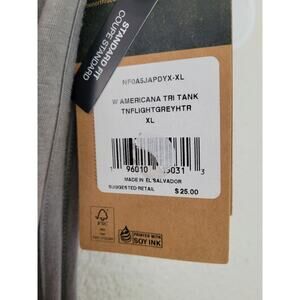 STANDARD FIT
COUPE STANDARD
NF0A5JAPDYX-XL
W AMERICANA TRI TANK
TNFLIGHTGREYHTR
XL
MADE IN EL SALVADOR
SUGGESTED RETAIL
$25.00
FSC
PRINTED WITH
SOY INK